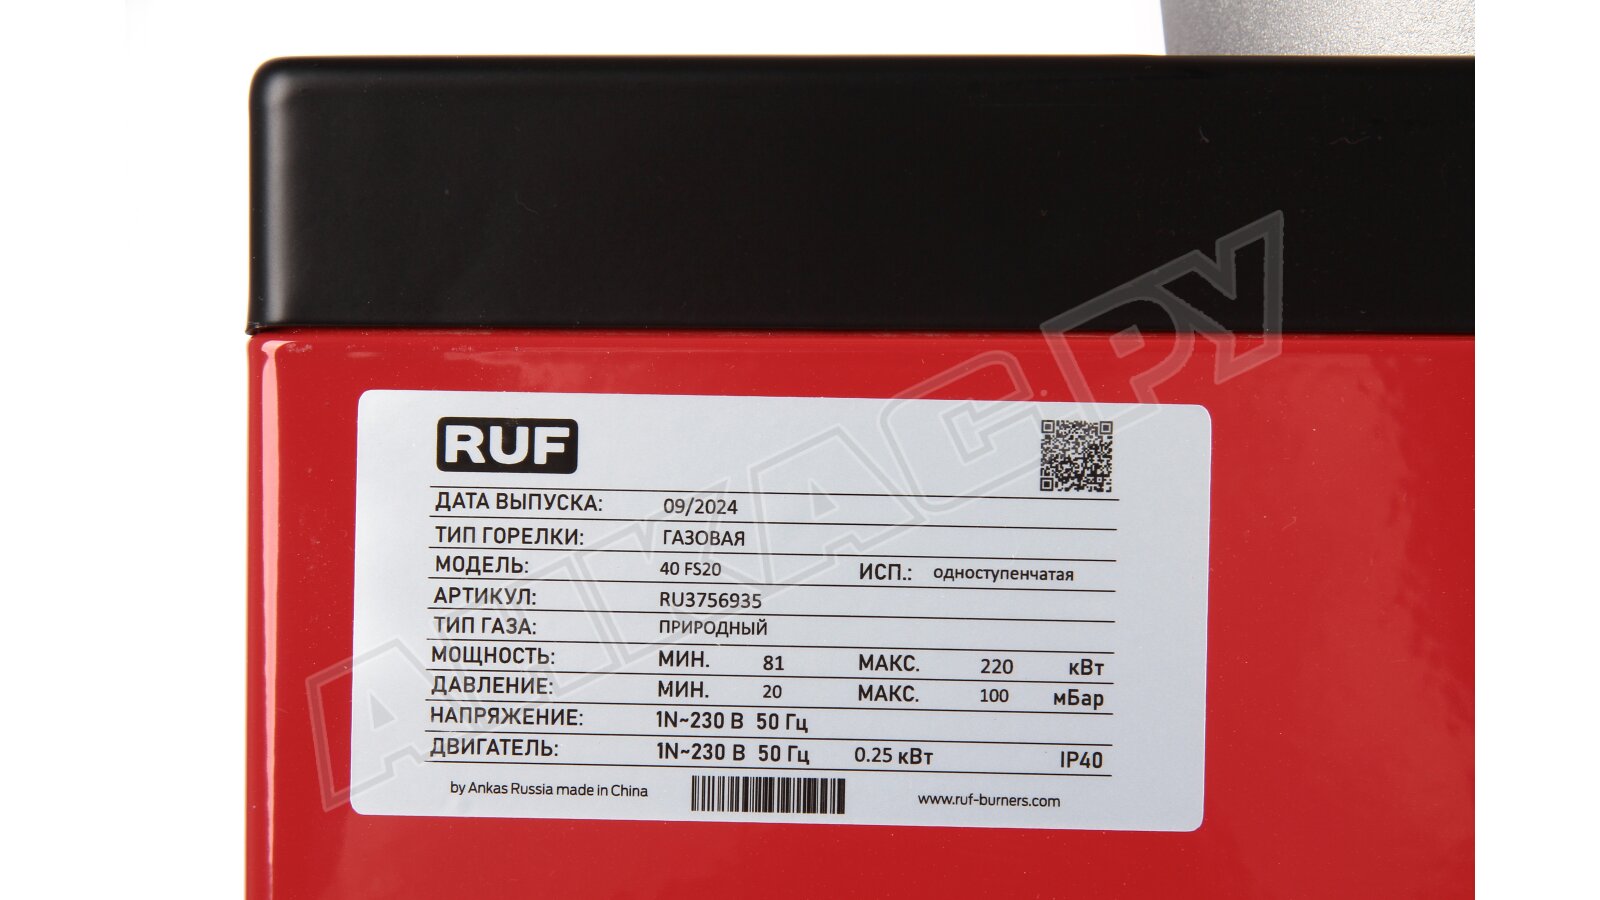 RUF
ДАТА ВЫПУСКА: 09/2024
ТИП ГОРЕЛКИ: ГАЗОВАЯ
МОДЕЛЬ: 40 FS20 ИСП.: одноступенчатая
АРТИКУЛ: RU3756935
ТИП ГАЗА: ПРИРОДНЫЙ
МОЩНОСТЬ: МИН. 81 МАКС. 220 кВт
ДАВЛЕНИЕ: МИН. 20 МАКС. 100 мБар
НАПРЯЖЕНИЕ: 1N~230 В 50 Гц
ДВИГАТЕЛЬ: 1N~230 В 50 Гц 0.25 кВт IP40
by Ankas Russia made in China www.ruf-burners.com
АЛКАС.РУ